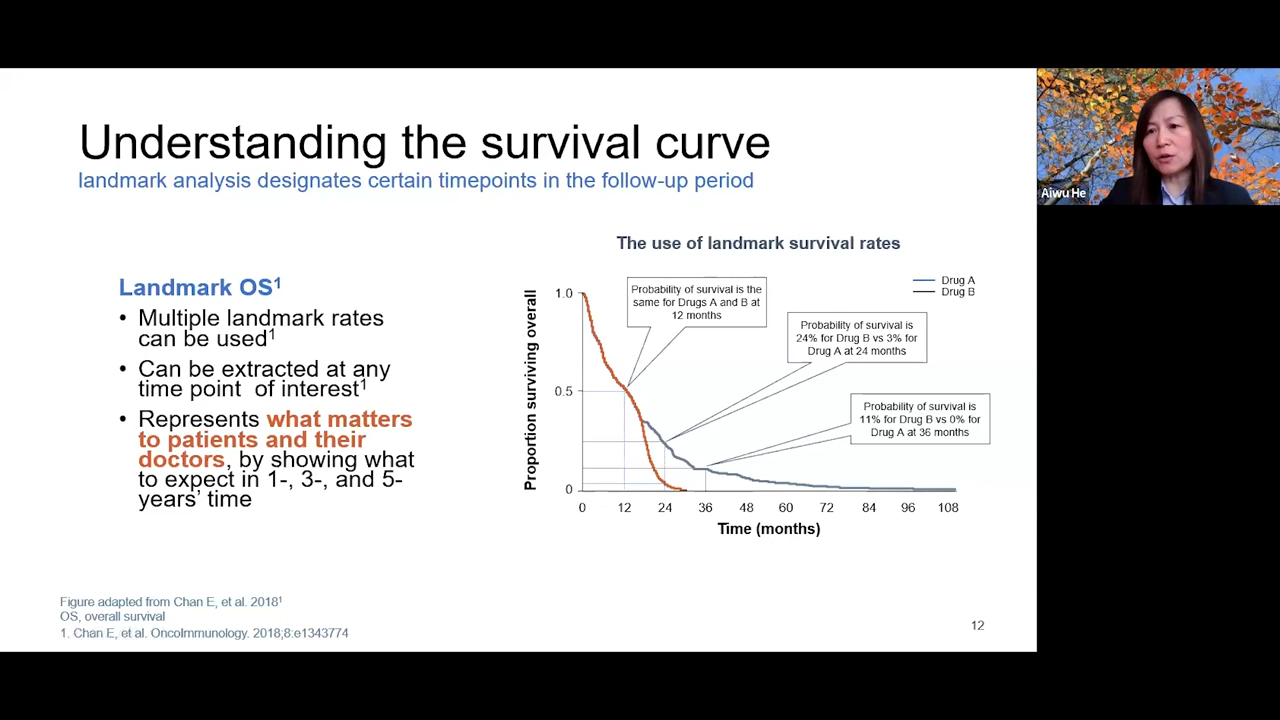 Understanding the survival curve
landmark analysis designates certain timepoints in the follow-up period
Aiwu He
Landmark OS¹
• Multiple landmark rates
can be used¹
• Can be extracted at any
time point of interest¹
• Represents what matters
to patients and their
doctors, by showing what
to expect in 1-, 3-, and 5-
years' time
The use of landmark survival rates
Drug A
Drug B
Probability of survival is the
same for Drugs A and B at
12 months
Probability of survival is
24% for Drug B vs 3% for
Drug A at 24 months
Probability of survival is
11% for Drug B vs 0% for
Drug A at 36 months
Proportion surviving overall
1.0
0.5
0
0 12 24 36 48 60 72 84 96 108
Time (months)
Figure adapted from Chan E, et al. 2018¹
OS, overall survival
1. Chan E, et al. OncoImmunology. 2018;8:e1343774
12